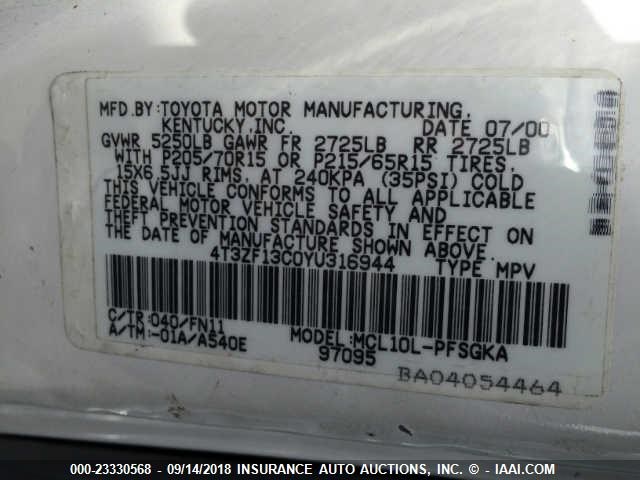 MFD.BY:TOYOTA MOTOR MANUFACTURING,
KENTUCKY,INC. DATE 07/00
GVWR 5250LB GAWR FR 2725LB RR 2725LB
WITH P205/70R15 OR P215/65R15 TIRES,
15X6.5JJ RIMS, AT 240KPA (35PSI) COLD
THIS VEHICLE CONFORMS TO ALL APPLICABLE
FEDERAL MOTOR VEHICLE SAFETY AND
THEFT PREVENTION STANDARDS IN EFFECT ON
THE DATE OF MANUFACTURE SHOWN ABOVE.
4T3ZF13C0YU316944 TYPE MPV
C/TR:040/FN11 MODEL:MCL10L-PFSGKA
A/TM:-01A/A540E 97095
BA04054464
000-23330568 - 09/14/2018 INSURANCE AUTO AUCTIONS, INC. - IAAI.COM